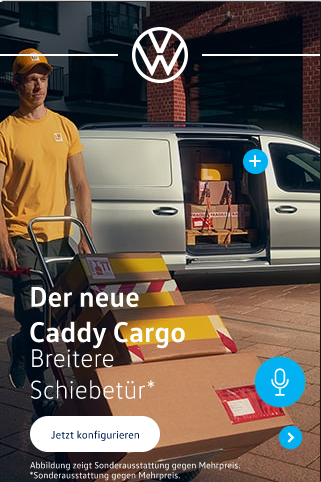 Der neue
Caddy Cargo
Breitere
Schiebetür*
Jetzt konfigurieren
Abbildung zeigt Sonderausstattung gegen Mehrpreis.
*Sonderausstattung gegen Mehrpreis.